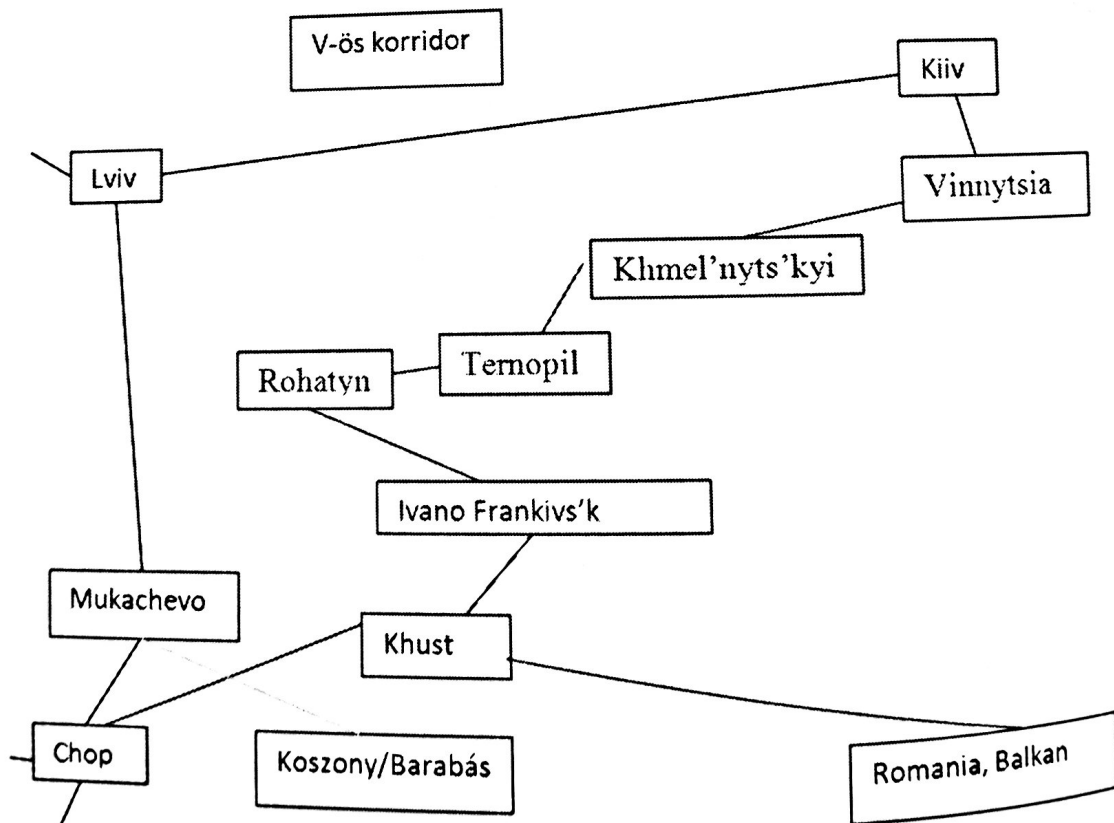 V-ös korridor
Kiiv
Lviv
Vinnytsia
Khmel’nyts’kyi
Ternopil
Rohatyn
Ivano Frankivs’k
Mukachevo
Khust
Chop
Koszony/Barabás
Romania, Balkan